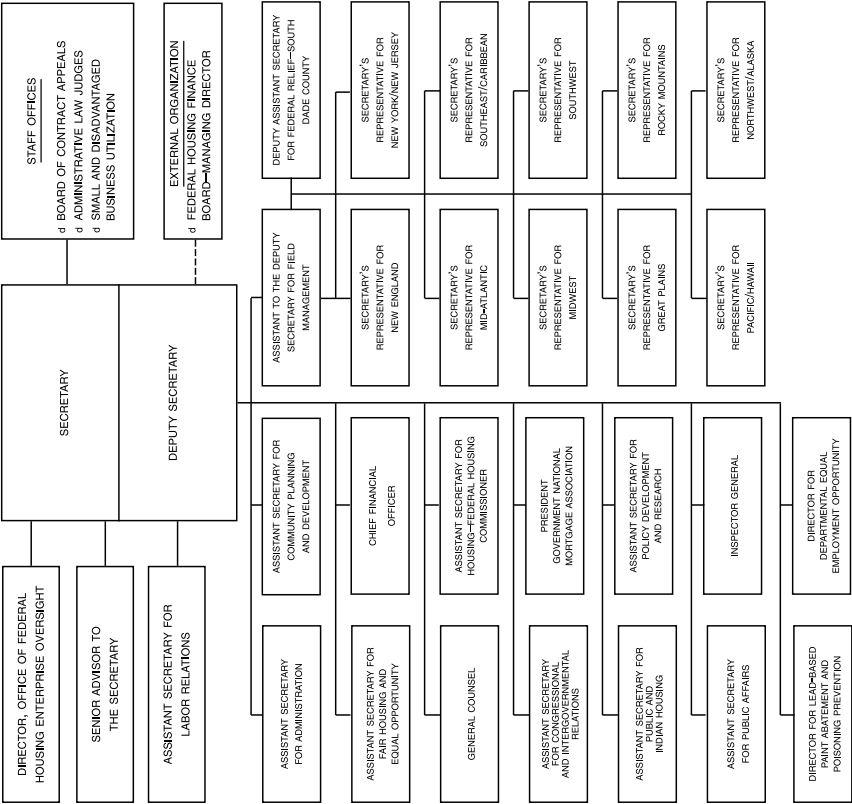 DIRECTOR, OFFICE OF FEDERAL
HOUSING ENTERPRISE OVERSIGHT
SENIOR ADVISOR TO
THE SECRETARY
ASSISTANT SECRETARY FOR
LABOR RELATIONS
SECRETARY
DEPUTY SECRETARY
STAFF OFFICES
d BOARD OF CONTRACT APPEALS
d ADMINISTRATIVE LAW JUDGES
d SMALL AND DISADVANTAGED
BUSINESS UTILIZATION
EXTERNAL ORGANIZATION
d FEDERAL HOUSING FINANCE
BOARD—MANAGING DIRECTOR
ASSISTANT SECRETARY
FOR ADMINISTRATION
ASSISTANT SECRETARY FOR
COMMUNITY PLANNING
AND DEVELOPMENT
ASSISTANT TO THE DEPUTY
SECRETARY FOR FIELD
MANAGEMENT
DEPUTY ASSISTANT SECRETARY
FOR FEDERAL RELIEF—SOUTH
DADE COUNTY
ASSISTANT SECRETARY FOR
FAIR HOUSING AND
EQUAL OPPORTUNITY
CHIEF FINANCIAL
OFFICER
SECRETARY'S
REPRESENTATIVE FOR
NEW ENGLAND
SECRETARY'S
REPRESENTATIVE FOR
NEW YORK/NEW JERSEY
GENERAL COUNSEL
ASSISTANT SECRETARY FOR
HOUSING—FEDERAL HOUSING
COMMISSIONER
SECRETARY'S
REPRESENTATIVE FOR
MID–ATLANTIC
SECRETARY'S
REPRESENTATIVE FOR
SOUTHEAST/CARIBBEAN
ASSISTANT SECRETARY
FOR CONGRESSIONAL
AND INTERGOVERNMENTAL
RELATIONS
PRESIDENT
GOVERNMENT NATIONAL
MORTGAGE ASSOCIATION
SECRETARY'S
REPRESENTATIVE FOR
MIDWEST
SECRETARY'S
REPRESENTATIVE FOR
SOUTHWEST
ASSISTANT SECRETARY FOR
PUBLIC AND
INDIAN HOUSING
ASSISTANT SECRETARY FOR
POLICY DEVELOPMENT
AND RESEARCH
SECRETARY'S
REPRESENTATIVE FOR
GREAT PLAINS
SECRETARY'S
REPRESENTATIVE FOR
ROCKY MOUNTAINS
ASSISTANT SECRETARY
FOR PUBLIC AFFAIRS
INSPECTOR GENERAL
SECRETARY'S
REPRESENTATIVE FOR
PACIFIC/HAWAII
SECRETARY'S
REPRESENTATIVE FOR
NORTHWEST/ALASKA
DIRECTOR FOR LEAD–BASED
PAINT ABATEMENT AND
POISONING PREVENTION
DIRECTOR FOR
DEPARTMENTAL EQUAL
EMPLOYMENT OPPORTUNITY